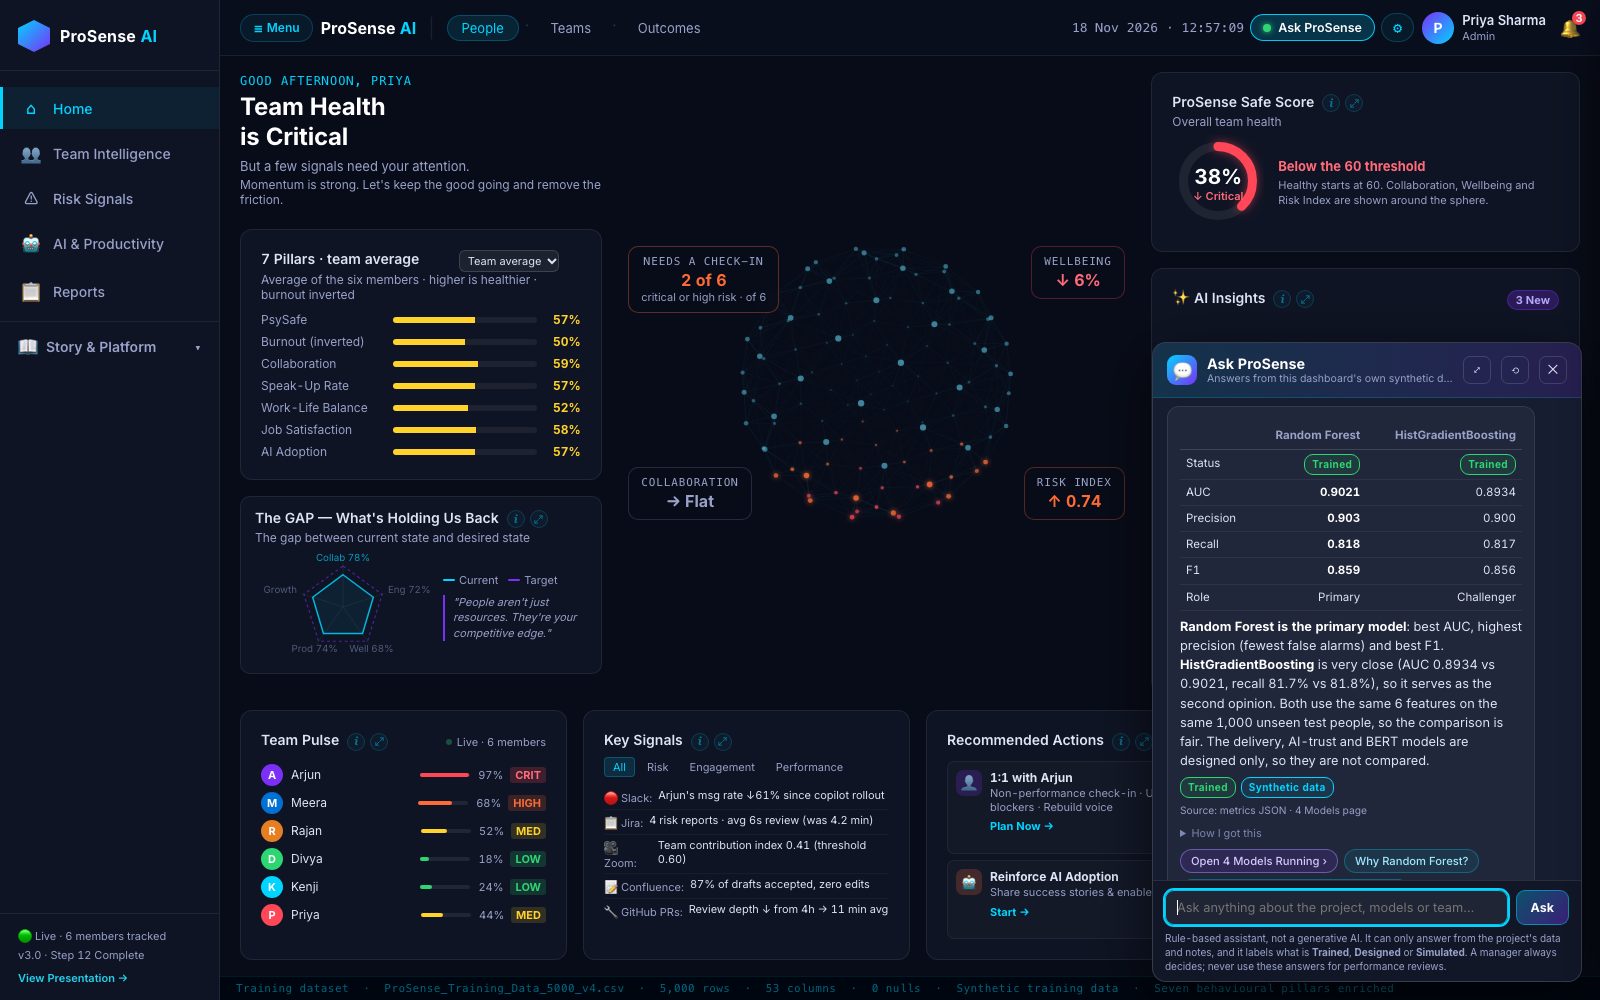 ProSense AI
Home
Team Intelligence
Risk Signals
AI & Productivity
Reports
Story & Platform
Live · 6 members tracked
v3.0 · Step 12 Complete
View Presentation →
≡ Menu
ProSense AI
People
Teams
Outcomes
18 Nov 2026 · 12:57:09
Ask ProSense
P
Priya Sharma
Admin
3
GOOD AFTERNOON, PRIYA
Team Health
is Critical
But a few signals need your attention.
Momentum is strong. Let's keep the good going and remove the
friction.
7 Pillars · team average
Team average
Average of the six members · higher is healthier ·
burnout inverted
PsySafe 57%
Burnout (inverted) 50%
Collaboration 59%
Speak-Up Rate 57%
Work-Life Balance 52%
Job Satisfaction 58%
AI Adoption 57%
The GAP — What's Holding Us Back i
The gap between current state and desired state
Collab 78%
Growth
Eng 72%
Prod 74%
Well 68%
Current
Target
"People aren't just
resources. They're your
competitive edge."
NEEDS A CHECK-IN
2 of 6
critical or high risk · of 6
WELLBEING
↓ 6%
COLLABORATION
→ Flat
RISK INDEX
↑ 0.74
ProSense Safe Score i
Overall team health
38%
↓ Critical
Below the 60 threshold
Healthy starts at 60. Collaboration, Wellbeing and
Risk Index are shown around the sphere.
AI Insights i
3 New
Team Pulse i
Live · 6 members
A Arjun 97% CRIT
M Meera 68% HIGH
R Rajan 52% MED
D Divya 18% LOW
K Kenji 24% LOW
P Priya 44% MED
Key Signals i
All
Risk
Engagement
Performance
Slack: Arjun's msg rate ↓61% since copilot rollout
Jira: 4 risk reports · avg 6s review (was 4.2 min)
Zoom: Team contribution index 0.41 (threshold
0.60)
Confluence: 87% of drafts accepted, zero edits
GitHub PRs: Review depth ↓ from 4h → 11 min avg
Recommended Actions i
1:1 with Arjun
Non-performance check-in · U
blockers · Rebuild voice
Plan Now →
Reinforce AI Adoption
Share success stories & enable
Start →
Ask ProSense
Answers from this dashboard's own synthetic d...
Random Forest HistGradientBoosting
Status Trained Trained
AUC 0.9021 0.8934
Precision 0.903 0.900
Recall 0.818 0.817
F1 0.859 0.856
Role Primary Challenger
Random Forest is the primary model: best AUC, highest
precision (fewest false alarms) and best F1.
HistGradientBoosting is very close (AUC 0.8934 vs
0.9021, recall 81.7% vs 81.8%), so it serves as the
second opinion. Both use the same 6 features on the
same 1,000 unseen test people, so the comparison is
fair. The delivery, AI-trust and BERT models are
designed only, so they are not compared.
Trained
Synthetic data
Source: metrics JSON · 4 Models page
How I got this
Open 4 Models Running ›
Why Random Forest?
Ask anything about the project, models or team...
Ask
Rule-based assistant, not a generative AI. It can only answer from the project's data
and notes, and it labels what is Trained, Designed or Simulated. A manager always
decides; never use these answers for performance reviews.
Training dataset · ProSense_Training_Data_5000_v4.csv · 5,000 rows · 53 columns · 0 nulls · Synthetic training data · Seven behavioural pillars enriched